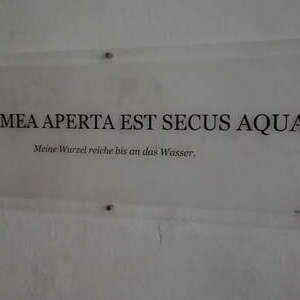 MEA APERTA EST SECUS AQUA
Meine Wurzel reiche bis an das Wasser.